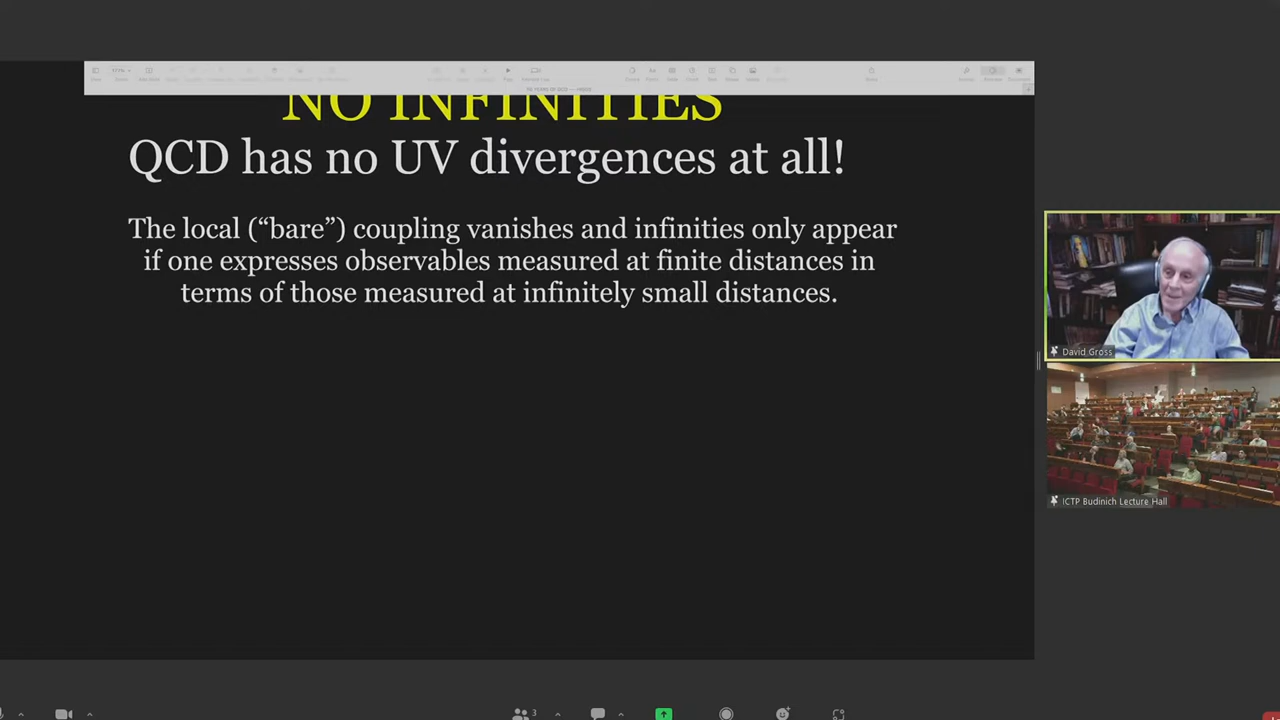 NO INFINITIES
QCD has no UV divergences at all!
The local (“bare”) coupling vanishes and infinities only appear
if one expresses observables measured at finite distances in
terms of those measured at infinitely small distances.
David Gross
ICTP Budinich Lecture Hall
3